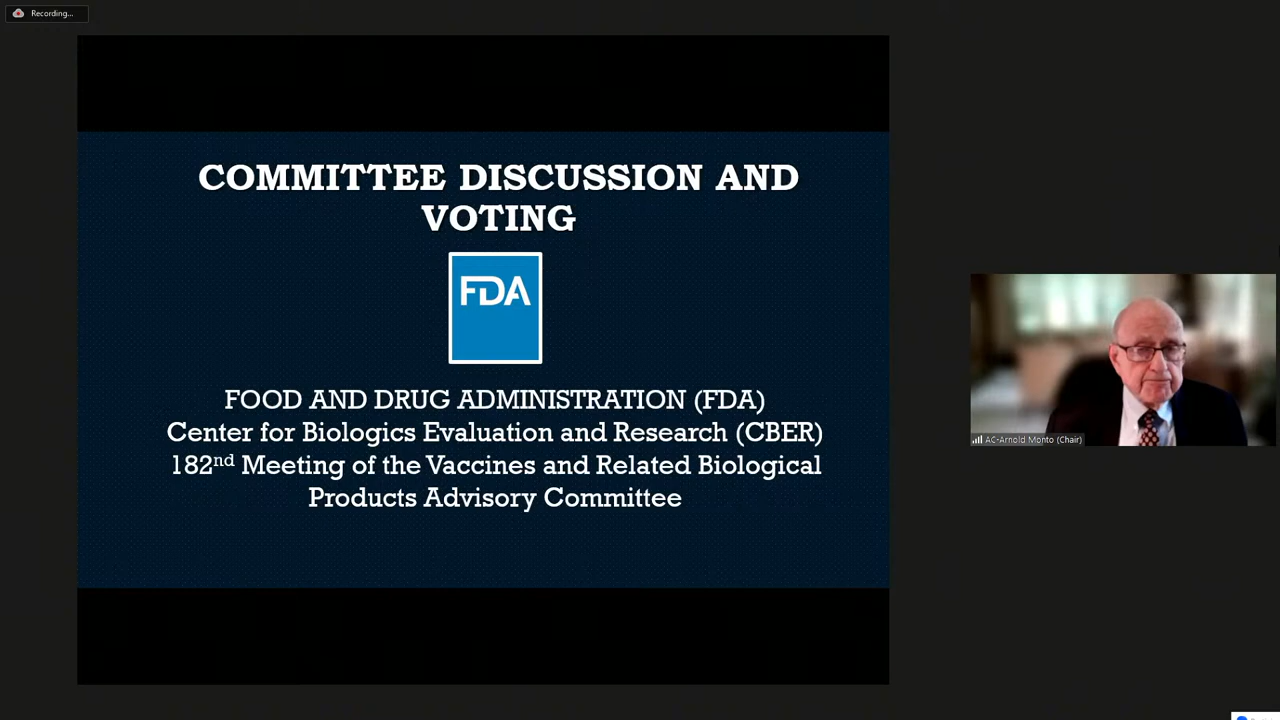 Recording...
COMMITTEE DISCUSSION AND
VOTING
FDA
FOOD AND DRUG ADMINISTRATION (FDA)
Center for Biologics Evaluation and Research (CBER)
182nd Meeting of the Vaccines and Related Biological
Products Advisory Committee
AC-Arnold Monto (Chair)